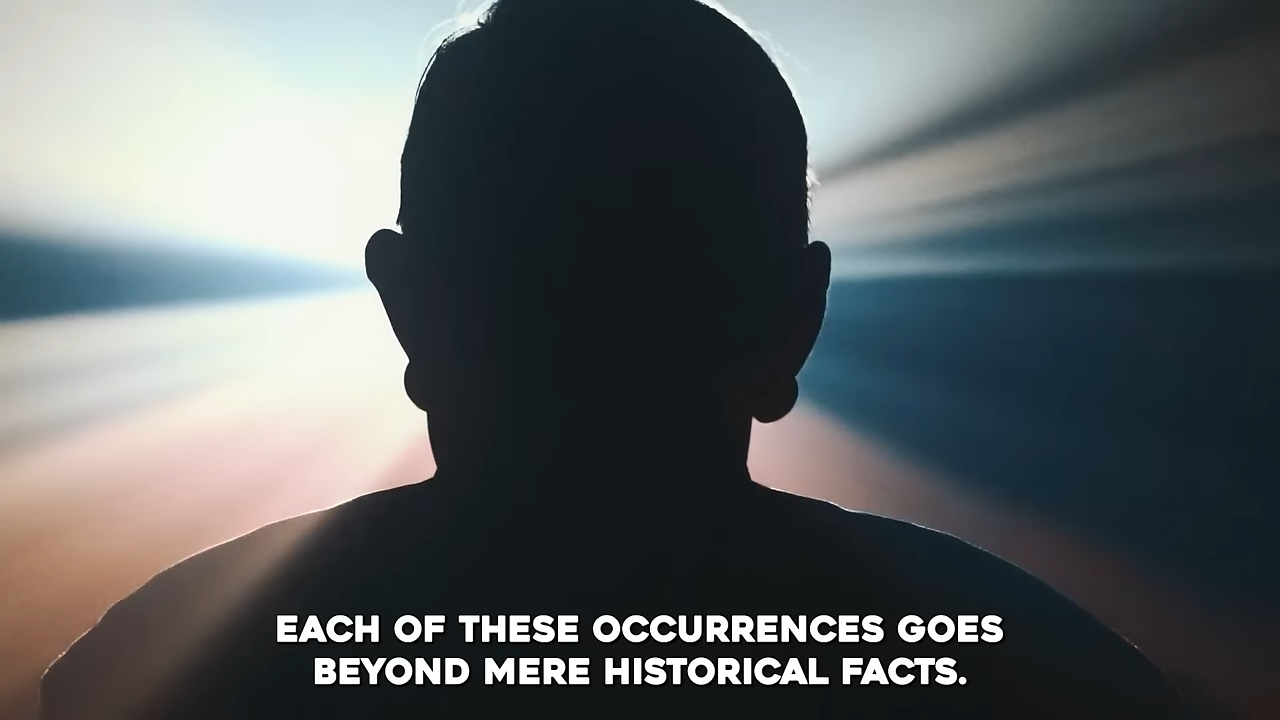 EACH OF THESE OCCURRENCES GOES
BEYOND MERE HISTORICAL FACTS.